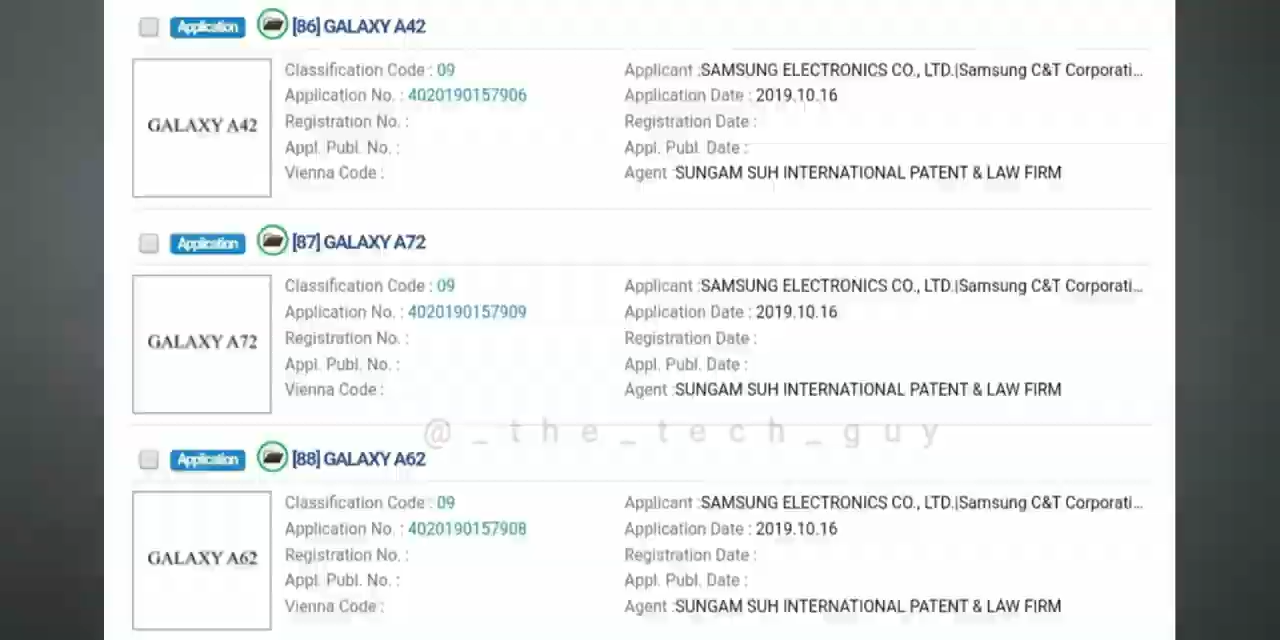 Application [86] GALAXY A42
GALAXY A42
Classification Code : 09
Applicant :SAMSUNG ELECTRONICS CO., LTD.|Samsung C&T Corporati...
Application No. : 4020190157906
Application Date : 2019.10.16
Registration No. :
Registration Date :
Appl. Publ. No. :
Appl. Publ. Date :
Vienna Code :
Agent :SUNGAM SUH INTERNATIONAL PATENT & LAW FIRM
Application [87] GALAXY A72
GALAXY A72
Classification Code : 09
Applicant :SAMSUNG ELECTRONICS CO., LTD.|Samsung C&T Corporati...
Application No. : 4020190157909
Application Date : 2019.10.16
Registration No. :
Registration Date :
Appl. Publ. No. :
Appl. Publ. Date :
Vienna Code :
Agent :SUNGAM SUH INTERNATIONAL PATENT & LAW FIRM
@_the_tech_guy
Application [88] GALAXY A62
GALAXY A62
Classification Code : 09
Applicant :SAMSUNG ELECTRONICS CO., LTD.|Samsung C&T Corporati...
Application No. : 4020190157908
Application Date : 2019.10.16
Registration No. :
Registration Date :
Appl. Publ. No. :
Appl. Publ. Date :
Vienna Code :
Agent :SUNGAM SUH INTERNATIONAL PATENT & LAW FIRM